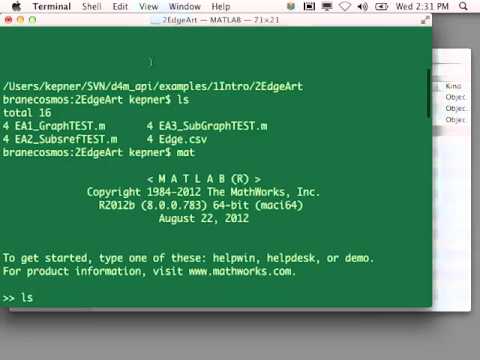 Terminal Shell Edit View Window Help Wed 2:31 PM
2EdgeArt — MATLAB — 71×21
/Users/kepner/SVN/d4m_api/examples/1Intro/2EdgeArt
branecosmos:2EdgeArt kepner$ ls
total 16
4 EA1_GraphTEST.m 4 EA3_SubGraphTEST.m
4 EA2_SubsrefTEST.m 4 Edge.csv
branecosmos:2EdgeArt kepner$ mat
< M A T L A B (R) >
Copyright 1984-2012 The MathWorks, Inc.
R2012b (8.0.0.783) 64-bit (maci64)
August 22, 2012
To get started, type one of these: helpwin, helpdesk, or demo.
For product information, visit www.mathworks.com.
>> ls
Kind
Objec
Objec
Objec